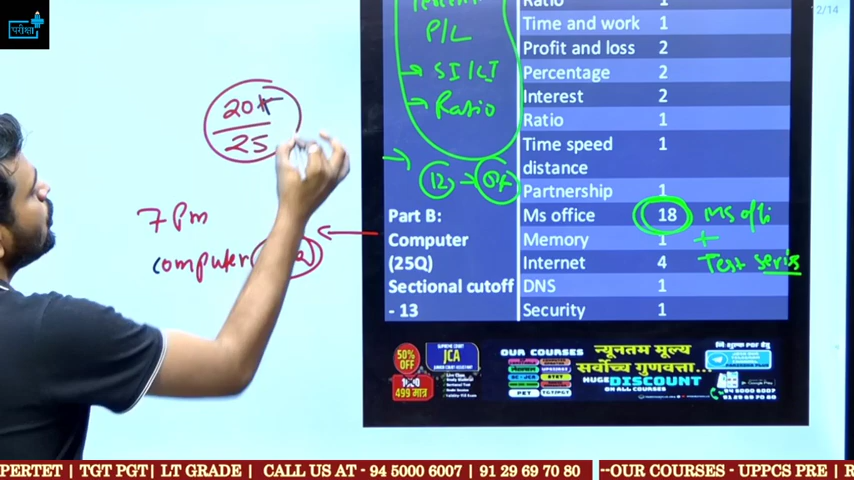 परीक्षा
2/14
P/L
→ SI/CI
→ Ratio
12 →
20+
25
7 Pm
computer
Ratio 1
Time and work 1
Profit and loss 2
Percentage 2
Interest 2
Ratio 1
Time speed distance 1
Partnership 1
Part B:
Computer
(25Q)
Sectional cutoff
- 13
Ms office 18
Memory 1
Internet 4
DNS 1
Security 1
+
Test series
50%
OFF
499 मात्र
JCA
OUR COURSES
न्यूनतम मूल्य
सर्वोच्च गुणवत्ता...
HUGE DISCOUNT
ON ALL COURSES
PERTET | TGT PGT| LT GRADE | CALL US AT - 94 5000 6007 | 91 29 69 70 80
--OUR COURSES - UPPCS PRE | R